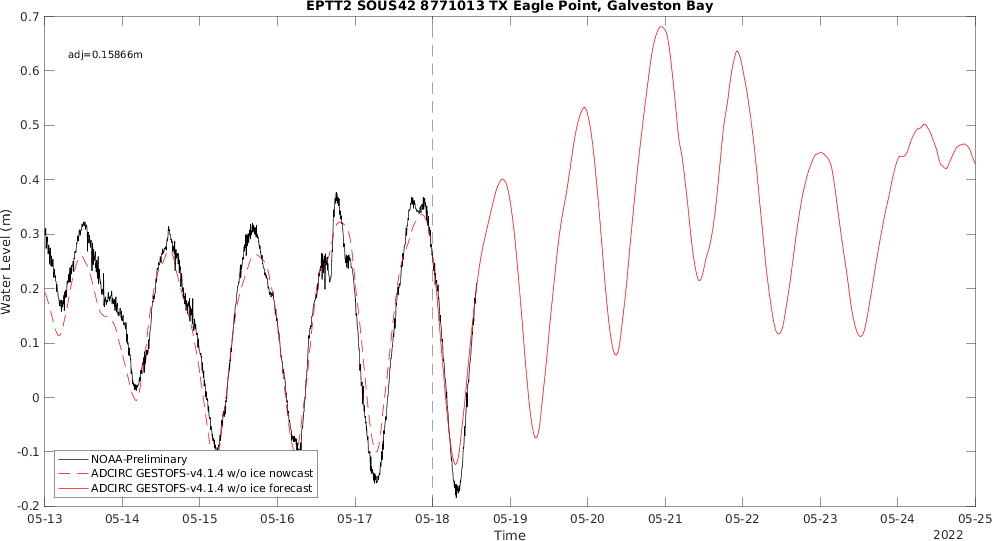 EPTT2 SOUS42 8771013 TX Eagle Point, Galveston Bay
adj=0.15866m
Water Level (m)
0.7
0.6
0.5
0.4
0.3
0.2
0.1
0
-0.1
-0.2
NOAA-Preliminary
ADCIRC GESTOFS-v4.1.4 w/o ice nowcast
ADCIRC GESTOFS-v4.1.4 w/o ice forecast
05-13 05-14 05-15 05-16 05-17 05-18 05-19 05-20 05-21 05-22 05-23 05-24 05-25
Time
2022